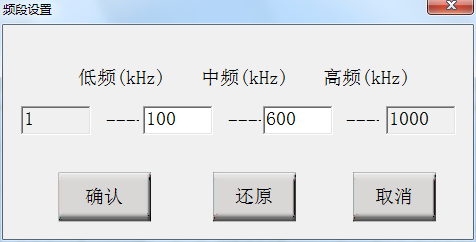 频段设置
低频(kHz) 中频(kHz) 高频(kHz)
1 ---- 100 ---- 600 ---- 1000
确认 还原 取消